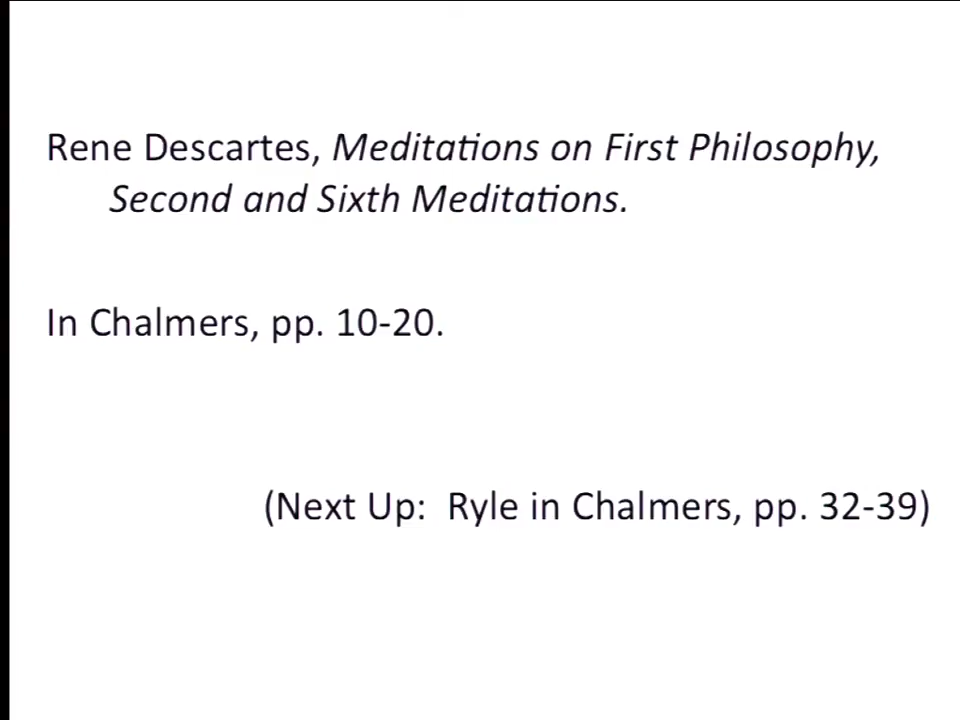 Rene Descartes, Meditations on First Philosophy,
Second and Sixth Meditations.
In Chalmers, pp. 10-20.
(Next Up:  Ryle in Chalmers, pp. 32-39)